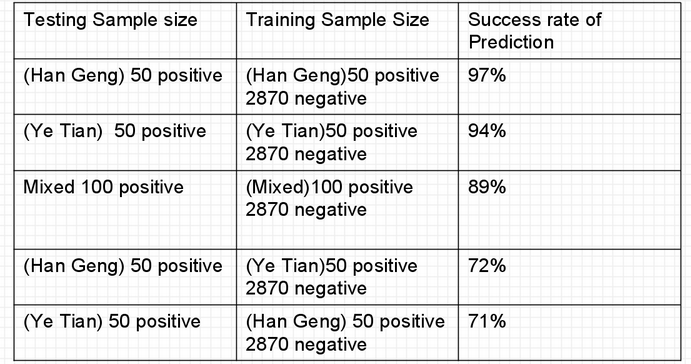 Testing Sample size
Training Sample Size
Success rate of
Prediction
(Han Geng) 50 positive
(Han Geng)50 positive
2870 negative
97%
(Ye Tian)  50 positive
(Ye Tian)50 positive
2870 negative
94%
Mixed 100 positive
(Mixed)100 positive
2870 negative
89%
(Han Geng) 50 positive
(Ye Tian)50 positive
2870 negative
72%
(Ye Tian) 50 positive
(Han Geng) 50 positive
2870 negative
71%